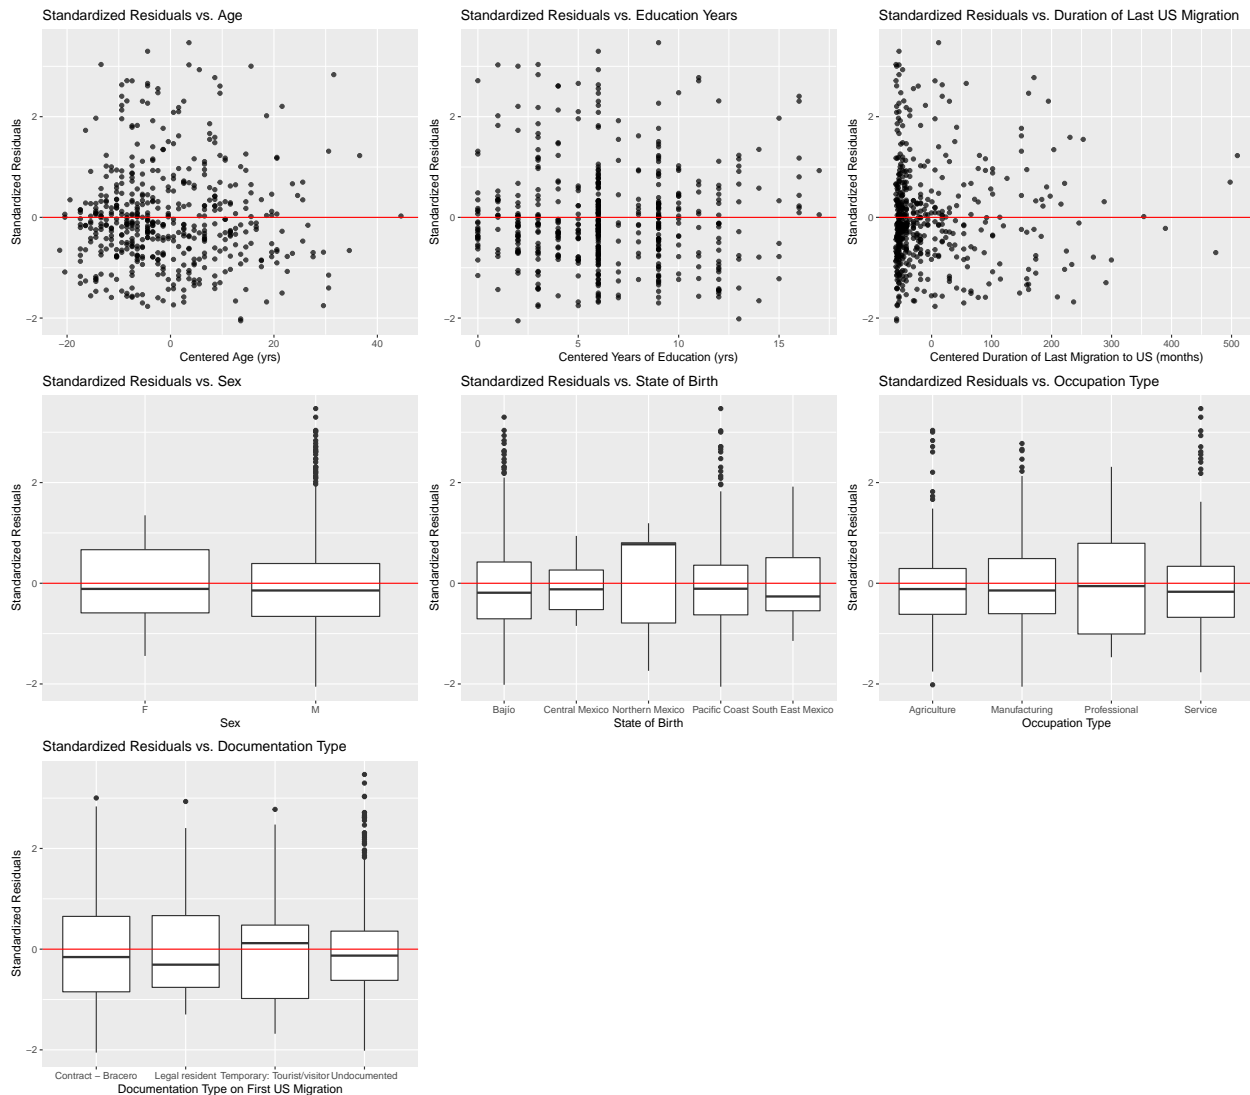 Standardized Residuals vs. Age
Standardized Residuals
2
0
−2
−20 0 20 40
Centered Age (yrs)
Standardized Residuals vs. Education Years
Standardized Residuals
2
0
−2
0 5 10 15
Centered Years of Education (yrs)
Standardized Residuals vs. Duration of Last US Migration
Standardized Residuals
2
0
−2
0 100 200 300 400 500
Centered Duration of Last Migration to US (months)
Standardized Residuals vs. Sex
Standardized Residuals
2
0
−2
F M
Sex
Standardized Residuals vs. State of Birth
Standardized Residuals
2
0
−2
Bajio Central Mexico Northern Mexico Pacific Coast South East Mexico
State of Birth
Standardized Residuals vs. Occupation Type
Standardized Residuals
2
0
−2
Agriculture Manufacturing Professional Service
Occupation Type
Standardized Residuals vs. Documentation Type
Standardized Residuals
2
0
−2
Contract − Bracero Legal resident Temporary: Tourist/visitor Undocumented
Documentation Type on First US Migration